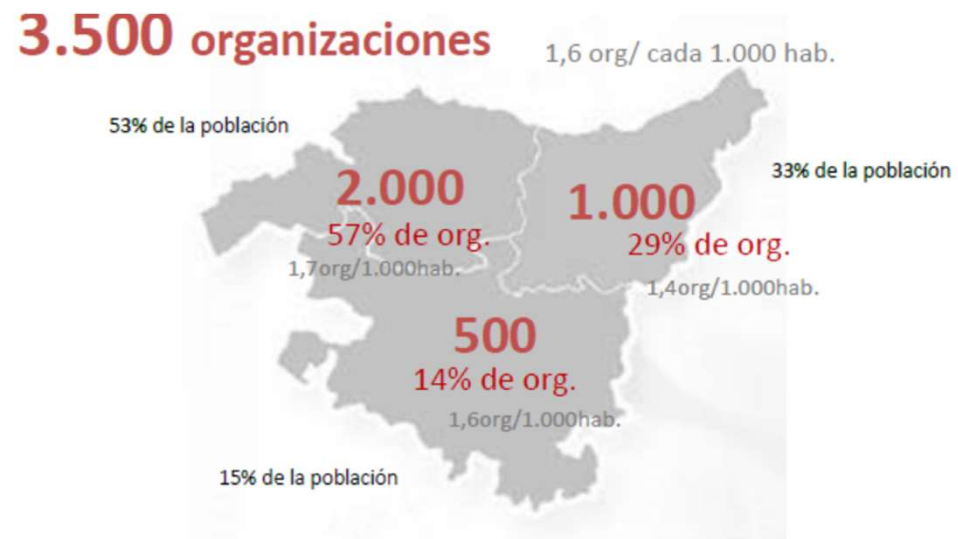 3.500 organizaciones
1,6 org/ cada 1.000 hab.
53% de la población
33% de la población
2.000
57% de org.
1,7org/1.000hab.
1.000
29% de org.
1,4org/1.000hab.
500
14% de org.
1,6org/1.000hab.
15% de la población